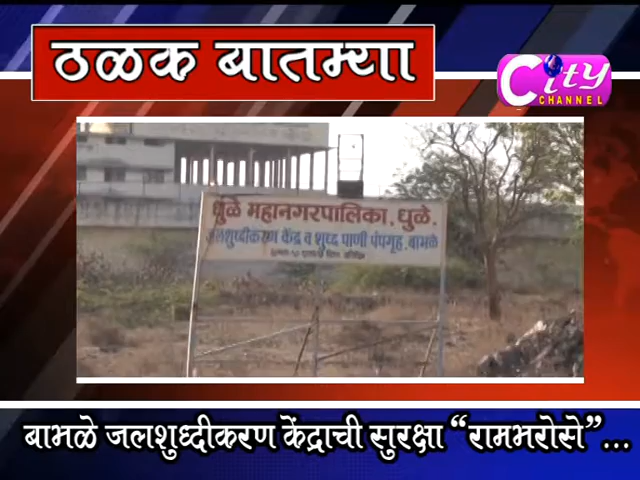 ठळक बातम्या
City
CHANNEL
धुळे महानगरपालिका, धुळे.
जलशुध्दीकरण केंद्र व शुध्द पाणी पंपगृह, बाभळे
बाभळे जलशुध्दीकरण केंद्राची सुरक्षा “रामभरोसे”...